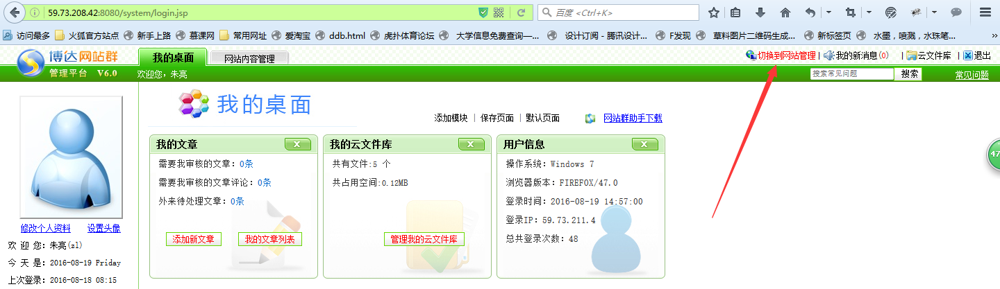 59.73.208.42:8080/system/login.jsp
百度 <Ctrl+K>
访问最多 火狐官方站点 新手上路 慕课网 常用网址 爱淘宝 ddb.html 虎扑体育论坛 大学信息免费查询—... 设计订阅 - 腾讯设计... F发现 草料图片二维码生成... 新标签页 水墨，喷溅，水珠笔... »
博达网站群 我的桌面 网站内容管理 切换到网站管理 | 我的新消息(0) | 云文件库 | 退出
管理平台 V6.0 欢迎您，朱亮 搜索常见问题 搜索 常见问题
我的桌面
添加模块 | 保存页面 | 默认页面 网站群助手下载
我的文章
需要我审核的文章：0条
需要我审核的文章评论：0条
外来待处理文章：0条
添加新文章 我的文章列表
我的云文件库
共有文件:5 个
共占用空间:0.12MB
管理我的云文件库
用户信息
操作系统：Windows 7
浏览器版本：FIREFOX/47.0
登录时间：2016-08-19 14:57:00
登录IP：59.73.211.4
总共登录次数：48
47
修改个人资料 设置头像
欢 迎 您：朱亮(zl)
今 天 是：2016-08-19 Friday
上次登录：2016-08-18 08:15